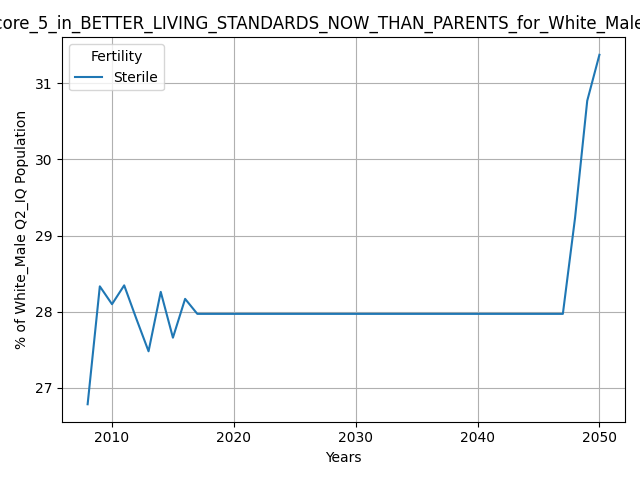 core_5_in_BETTER_LIVING_STANDARDS_NOW_THAN_PARENTS_for_White_Male
Fertility
Sterile
% of White_Male Q2_IQ Population
31
30
29
28
27
2010
2020
2030
2040
2050
Years